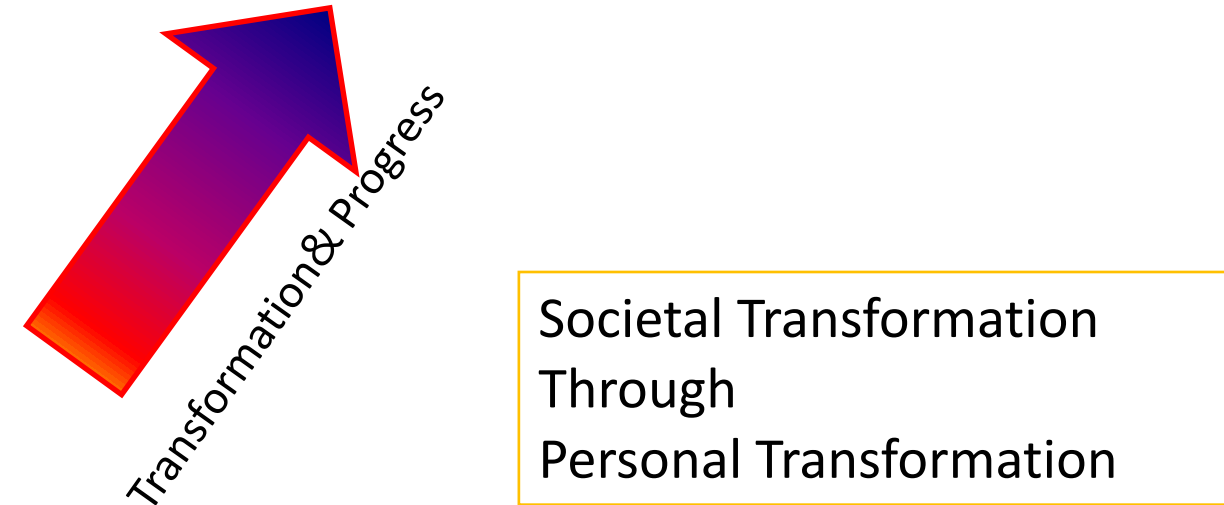 Transformation& Progress
Societal Transformation
Through
Personal Transformation